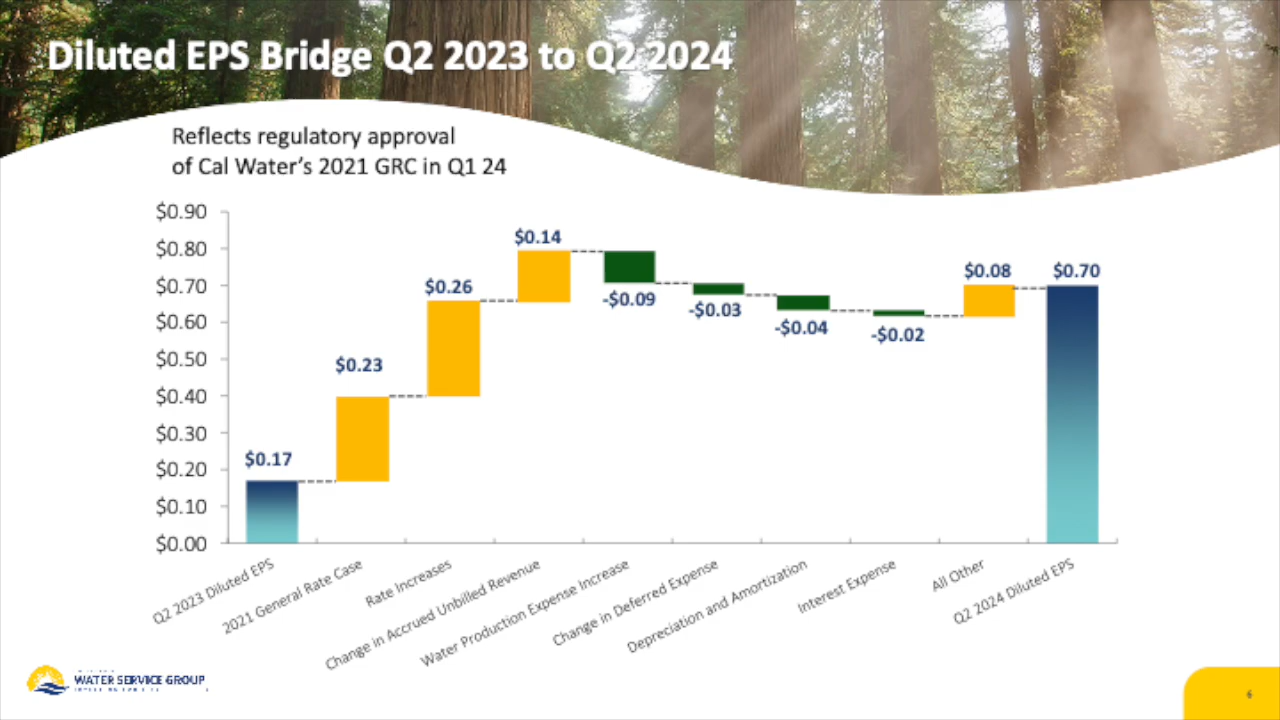 Diluted EPS Bridge Q2 2023 to Q2 2024
Reflects regulatory approval
of Cal Water's 2021 GRC in Q1 24
$0.90
$0.80
$0.70
$0.60
$0.50
$0.40
$0.30
$0.20
$0.10
$0.00
$0.17
$0.23
$0.26
$0.14
-$0.09
-$0.03
-$0.04
-$0.02
$0.08
$0.70
Q2 2023 Diluted EPS
2021 General Rate Case
Rate Increases
Change in Accrued Unbilled Revenue
Water Production Expense Increase
Change in Deferred Expense
Depreciation and Amortization
Interest Expense
All Other
Q2 2024 Diluted EPS
WATER SERVICE GROUP
6